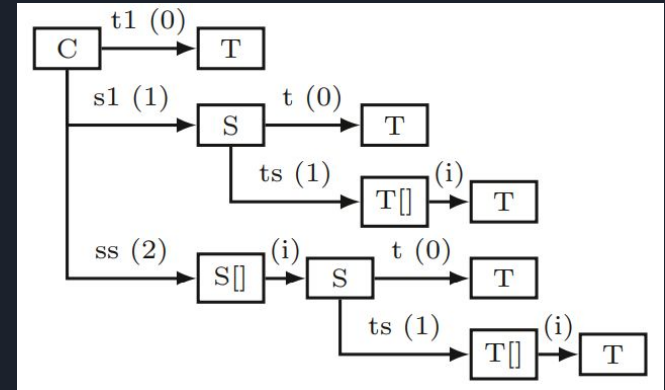 t1 (0)
C T
s1 (1) t (0)
S T
ts (1) (i)
T[] T
ss (2) (i) t (0)
S[] S T
ts (1) (i)
T[] T